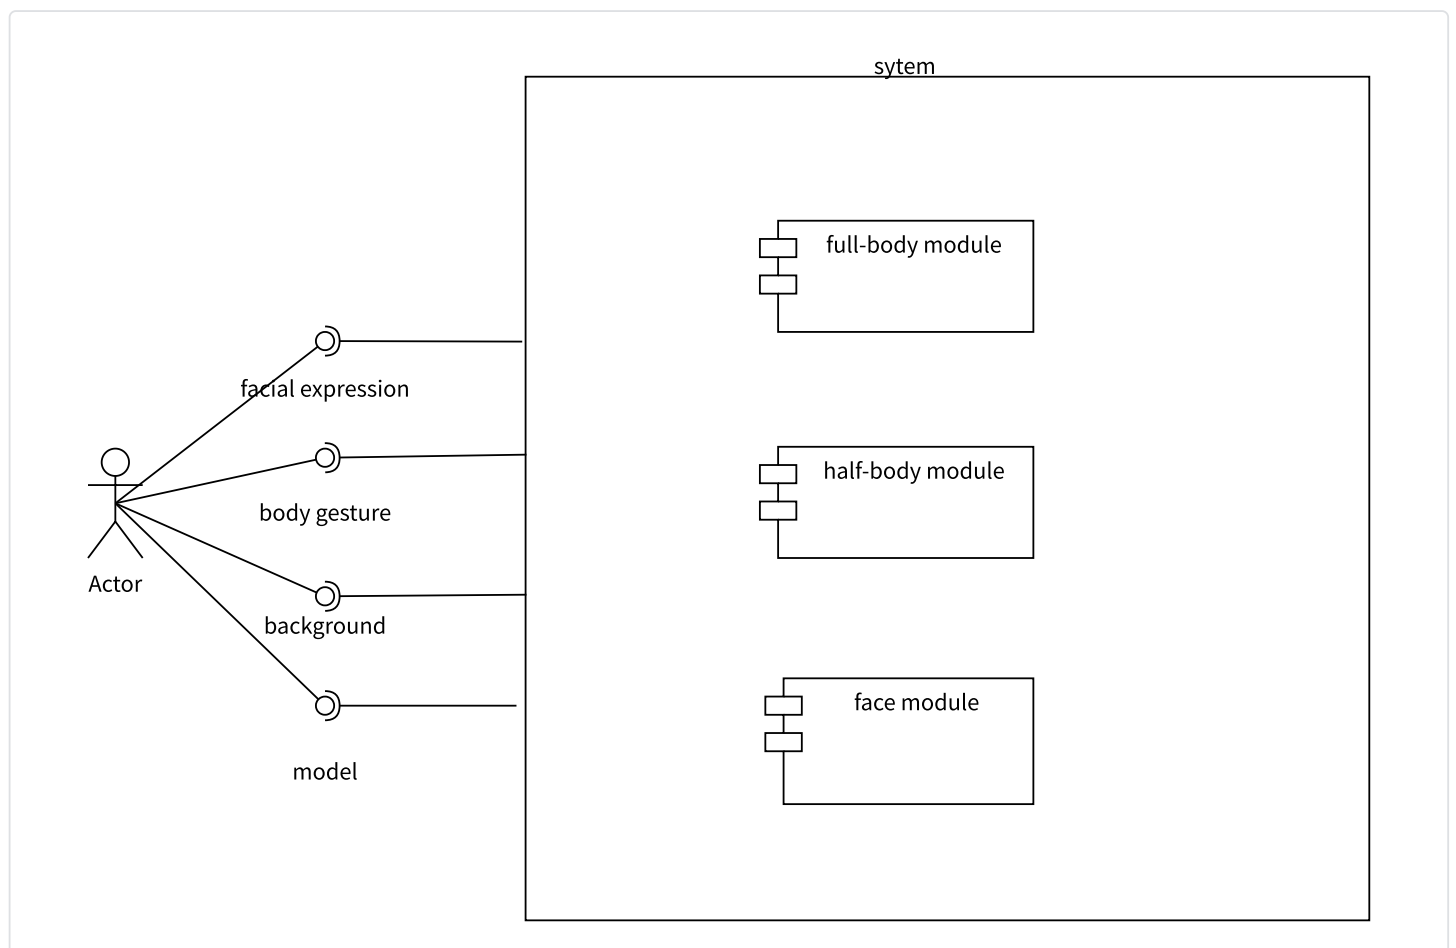 sytem
full-body module
facial expression
half-body module
body gesture
Actor
background
face module
model